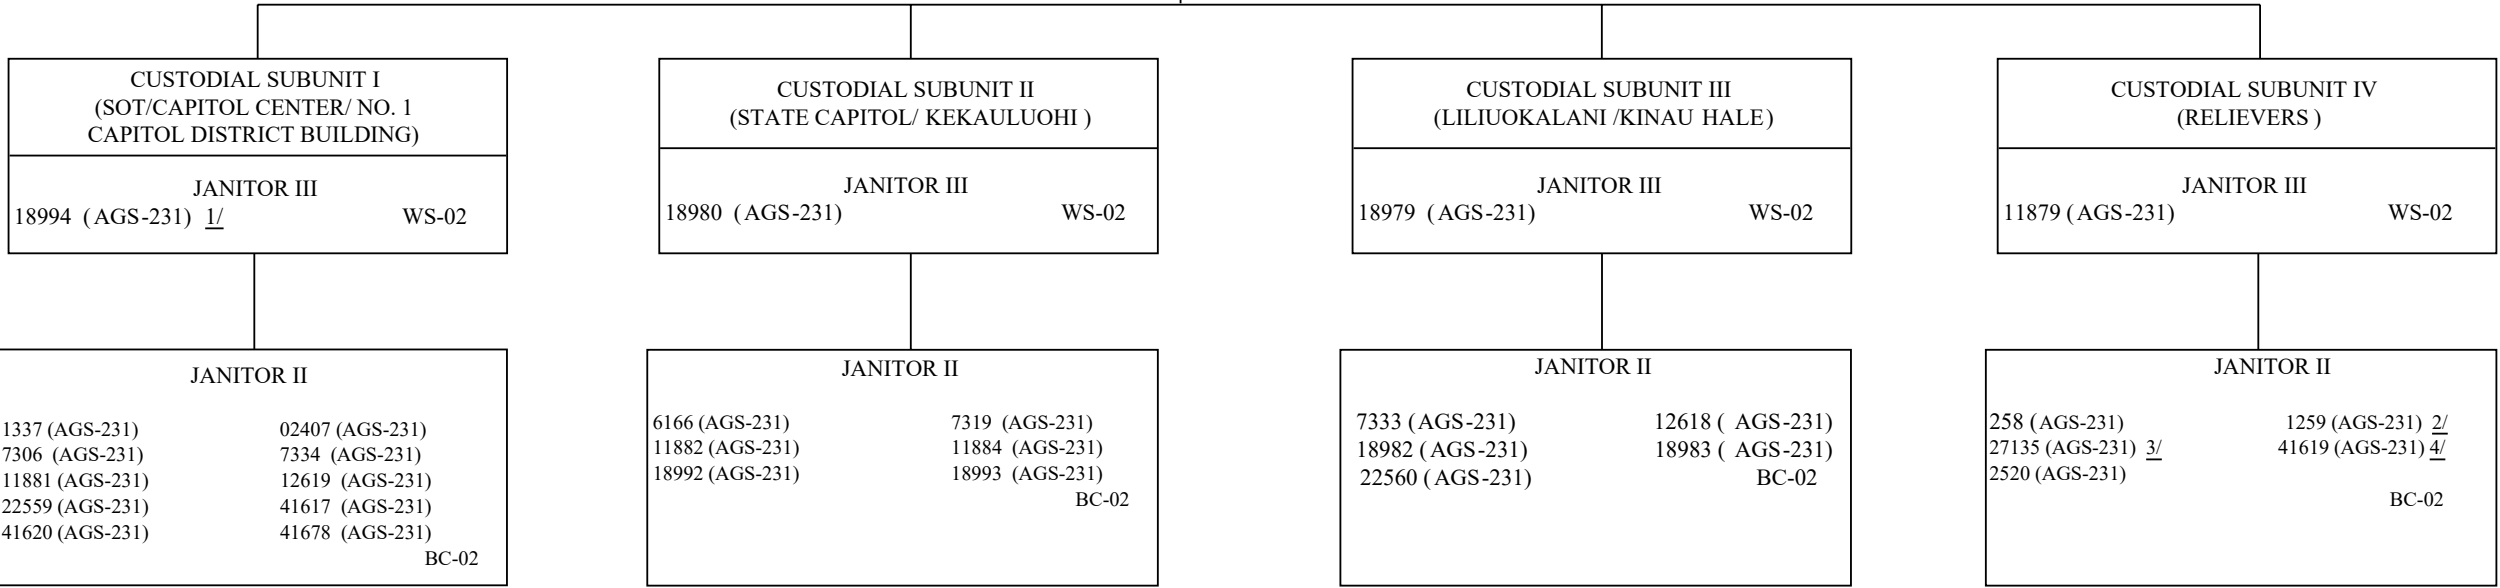 CUSTODIAL SUBUNIT I
(SOT/CAPITOL CENTER/ NO. 1
CAPITOL DISTRICT BUILDING)
JANITOR III
18994 (AGS-231) 1/ WS-02
JANITOR II
1337 (AGS-231) 02407 (AGS-231)
7306 (AGS-231) 7334 (AGS-231)
11881 (AGS-231) 12619 (AGS-231)
22559 (AGS-231) 41617 (AGS-231)
41620 (AGS-231) 41678 (AGS-231)
BC-02
CUSTODIAL SUBUNIT II
(STATE CAPITOL/ KEKAULUOHI )
JANITOR III
18980 (AGS-231) WS-02
JANITOR II
6166 (AGS-231) 7319 (AGS-231)
11882 (AGS-231) 11884 (AGS-231)
18992 (AGS-231) 18993 (AGS-231)
BC-02
CUSTODIAL SUBUNIT III
(LILIUOKALANI /KINAU HALE)
JANITOR III
18979 (AGS-231) WS-02
JANITOR II
7333 (AGS-231) 12618 ( AGS-231)
18982 (AGS-231) 18983 ( AGS-231)
22560 (AGS-231) BC-02
CUSTODIAL SUBUNIT IV
(RELIEVERS )
JANITOR III
11879 (AGS-231) WS-02
JANITOR II
258 (AGS-231) 1259 (AGS-231) 2/
27135 (AGS-231) 3/ 41619 (AGS-231) 4/
2520 (AGS-231)
BC-02